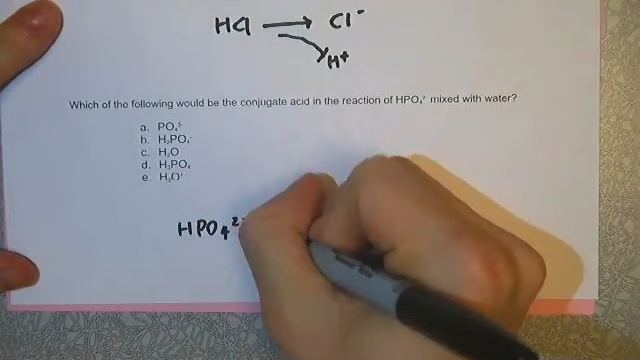 HCl → Cl⁻
H⁺
Which of the following would be the conjugate acid in the reaction of HPO₄²⁻ mixed with water?
a. PO₄³⁻
b. H₂PO₄⁻
c. H₂O
d. H₃PO₄
e. H₃O⁺
HPO₄²⁻